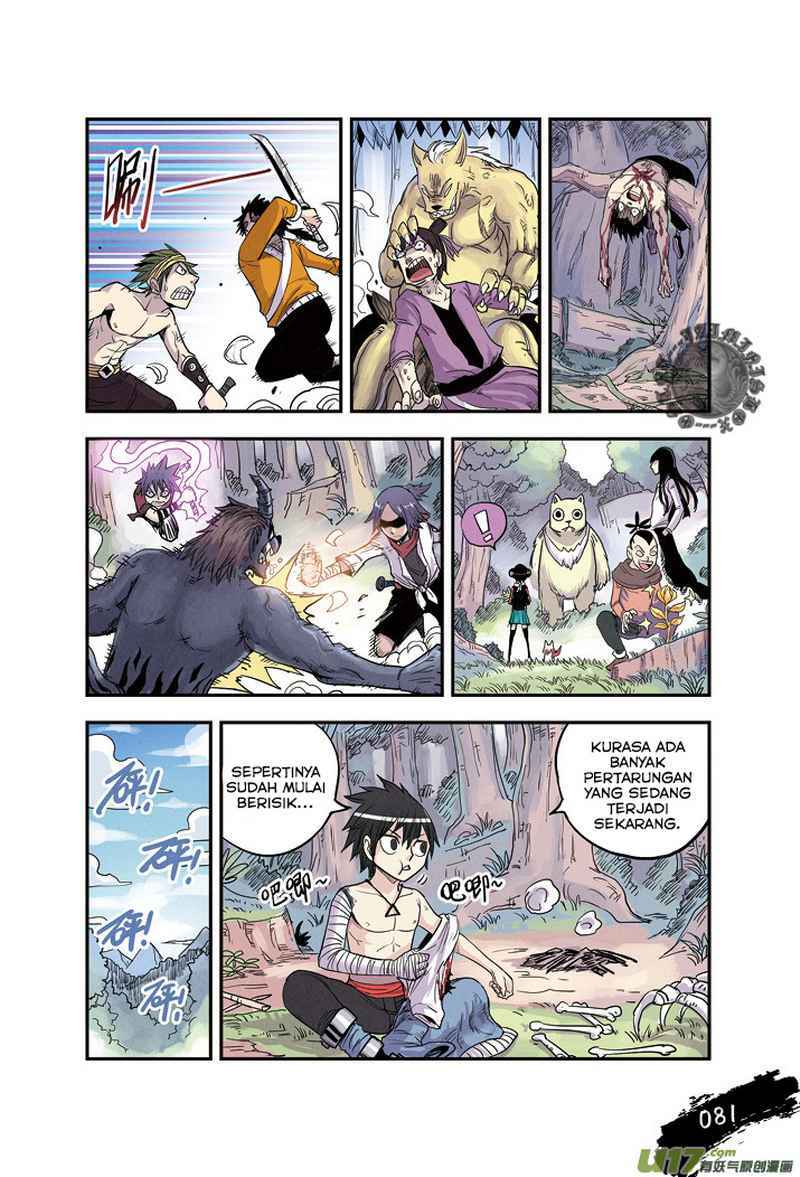 唰
!
SEPERTINYA
SUDAH MULAI
BERISIK...
KURASA ADA
BANYAK
PERTARUNGAN
YANG SEDANG
TERJADI
SEKARANG.
砰!
砰!
砰!
砰!
吧唧~
吧唧~
081
U17.com
有妖气原创漫画